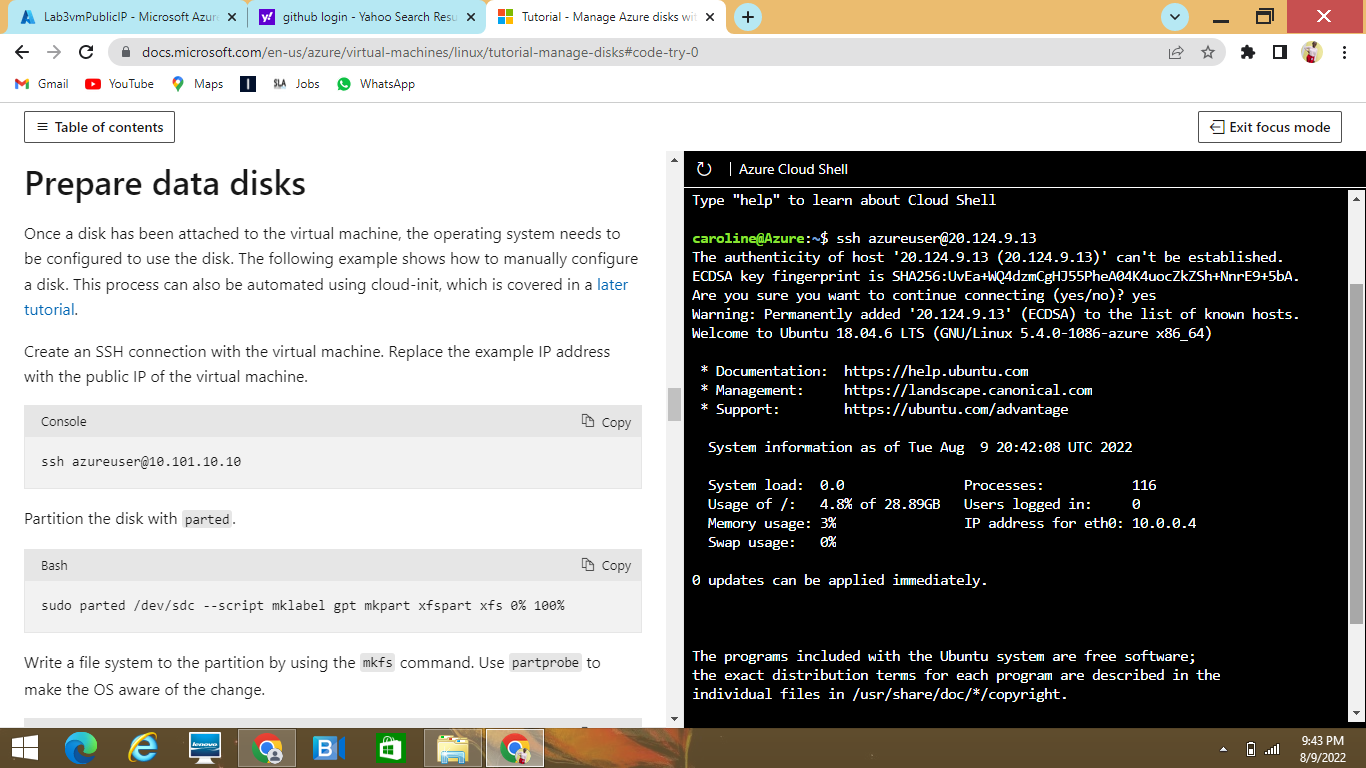 Lab3vmPublicIP - Microsoft Azur
github login - Yahoo Search Resu
Tutorial - Manage Azure disks wit
docs.microsoft.com/en-us/azure/virtual-machines/linux/tutorial-manage-disks#code-try-0
Gmail
YouTube
Maps
SLA
Jobs
WhatsApp
Table of contents
Exit focus mode
Prepare data disks
Once a disk has been attached to the virtual machine, the operating system needs to
be configured to use the disk. The following example shows how to manually configure
a disk. This process can also be automated using cloud-init, which is covered in a later
tutorial.
Create an SSH connection with the virtual machine. Replace the example IP address
with the public IP of the virtual machine.
Console
Copy
ssh azureuser@10.101.10.10
Partition the disk with parted.
Bash
Copy
sudo parted /dev/sdc --script mklabel gpt mkpart xfspart xfs 0% 100%
Write a file system to the partition by using the mkfs command. Use partprobe to
make the OS aware of the change.
Azure Cloud Shell
Type "help" to learn about Cloud Shell
caroline@Azure:~$ ssh azureuser@20.124.9.13
The authenticity of host '20.124.9.13 (20.124.9.13)' can't be established.
ECDSA key fingerprint is SHA256:UvEa+WQ4dzmCgHJ55PheA04K4uocZkZSh+NnrE9+5bA.
Are you sure you want to continue connecting (yes/no)? yes
Warning: Permanently added '20.124.9.13' (ECDSA) to the list of known hosts.
Welcome to Ubuntu 18.04.6 LTS (GNU/Linux 5.4.0-1086-azure x86_64)
* Documentation:  https://help.ubuntu.com
* Management:     https://landscape.canonical.com
* Support:        https://ubuntu.com/advantage
System information as of Tue Aug  9 20:42:08 UTC 2022
System load:  0.0               Processes:           116
Usage of /:   4.8% of 28.89GB   Users logged in:     0
Memory usage: 3%                IP address for eth0: 10.0.0.4
Swap usage:   0%
0 updates can be applied immediately.
The programs included with the Ubuntu system are free software;
the exact distribution terms for each program are described in the
individual files in /usr/share/doc/*/copyright.
lenovo
B
9:43 PM
8/9/2022